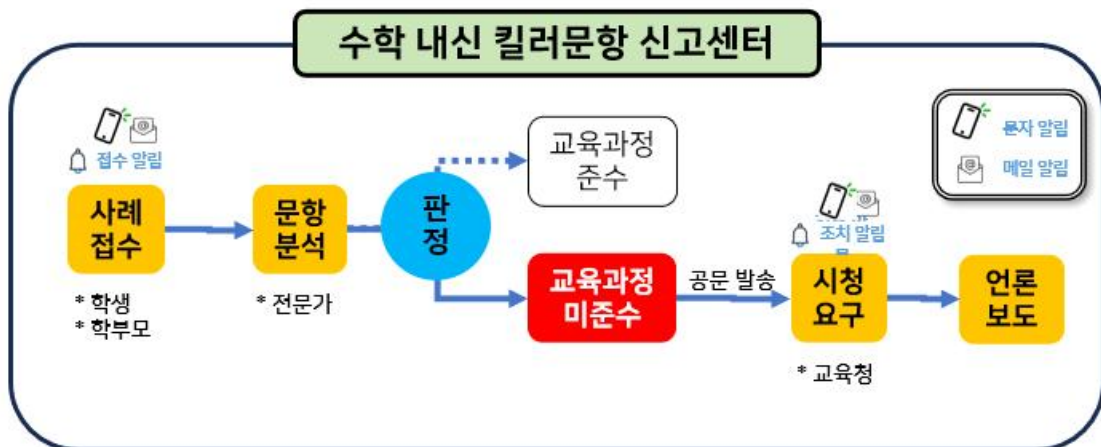 수학 내신 킬러문항 신고센터
접수 알림
사례
접수
* 학생
* 학부모
문항
분석
* 전문가
판
정
교육과정
준수
교육과정
미준수
공문 발송
조치 알림
시청
요구
* 교육청
언론
보도
문자 알림
메일 알림